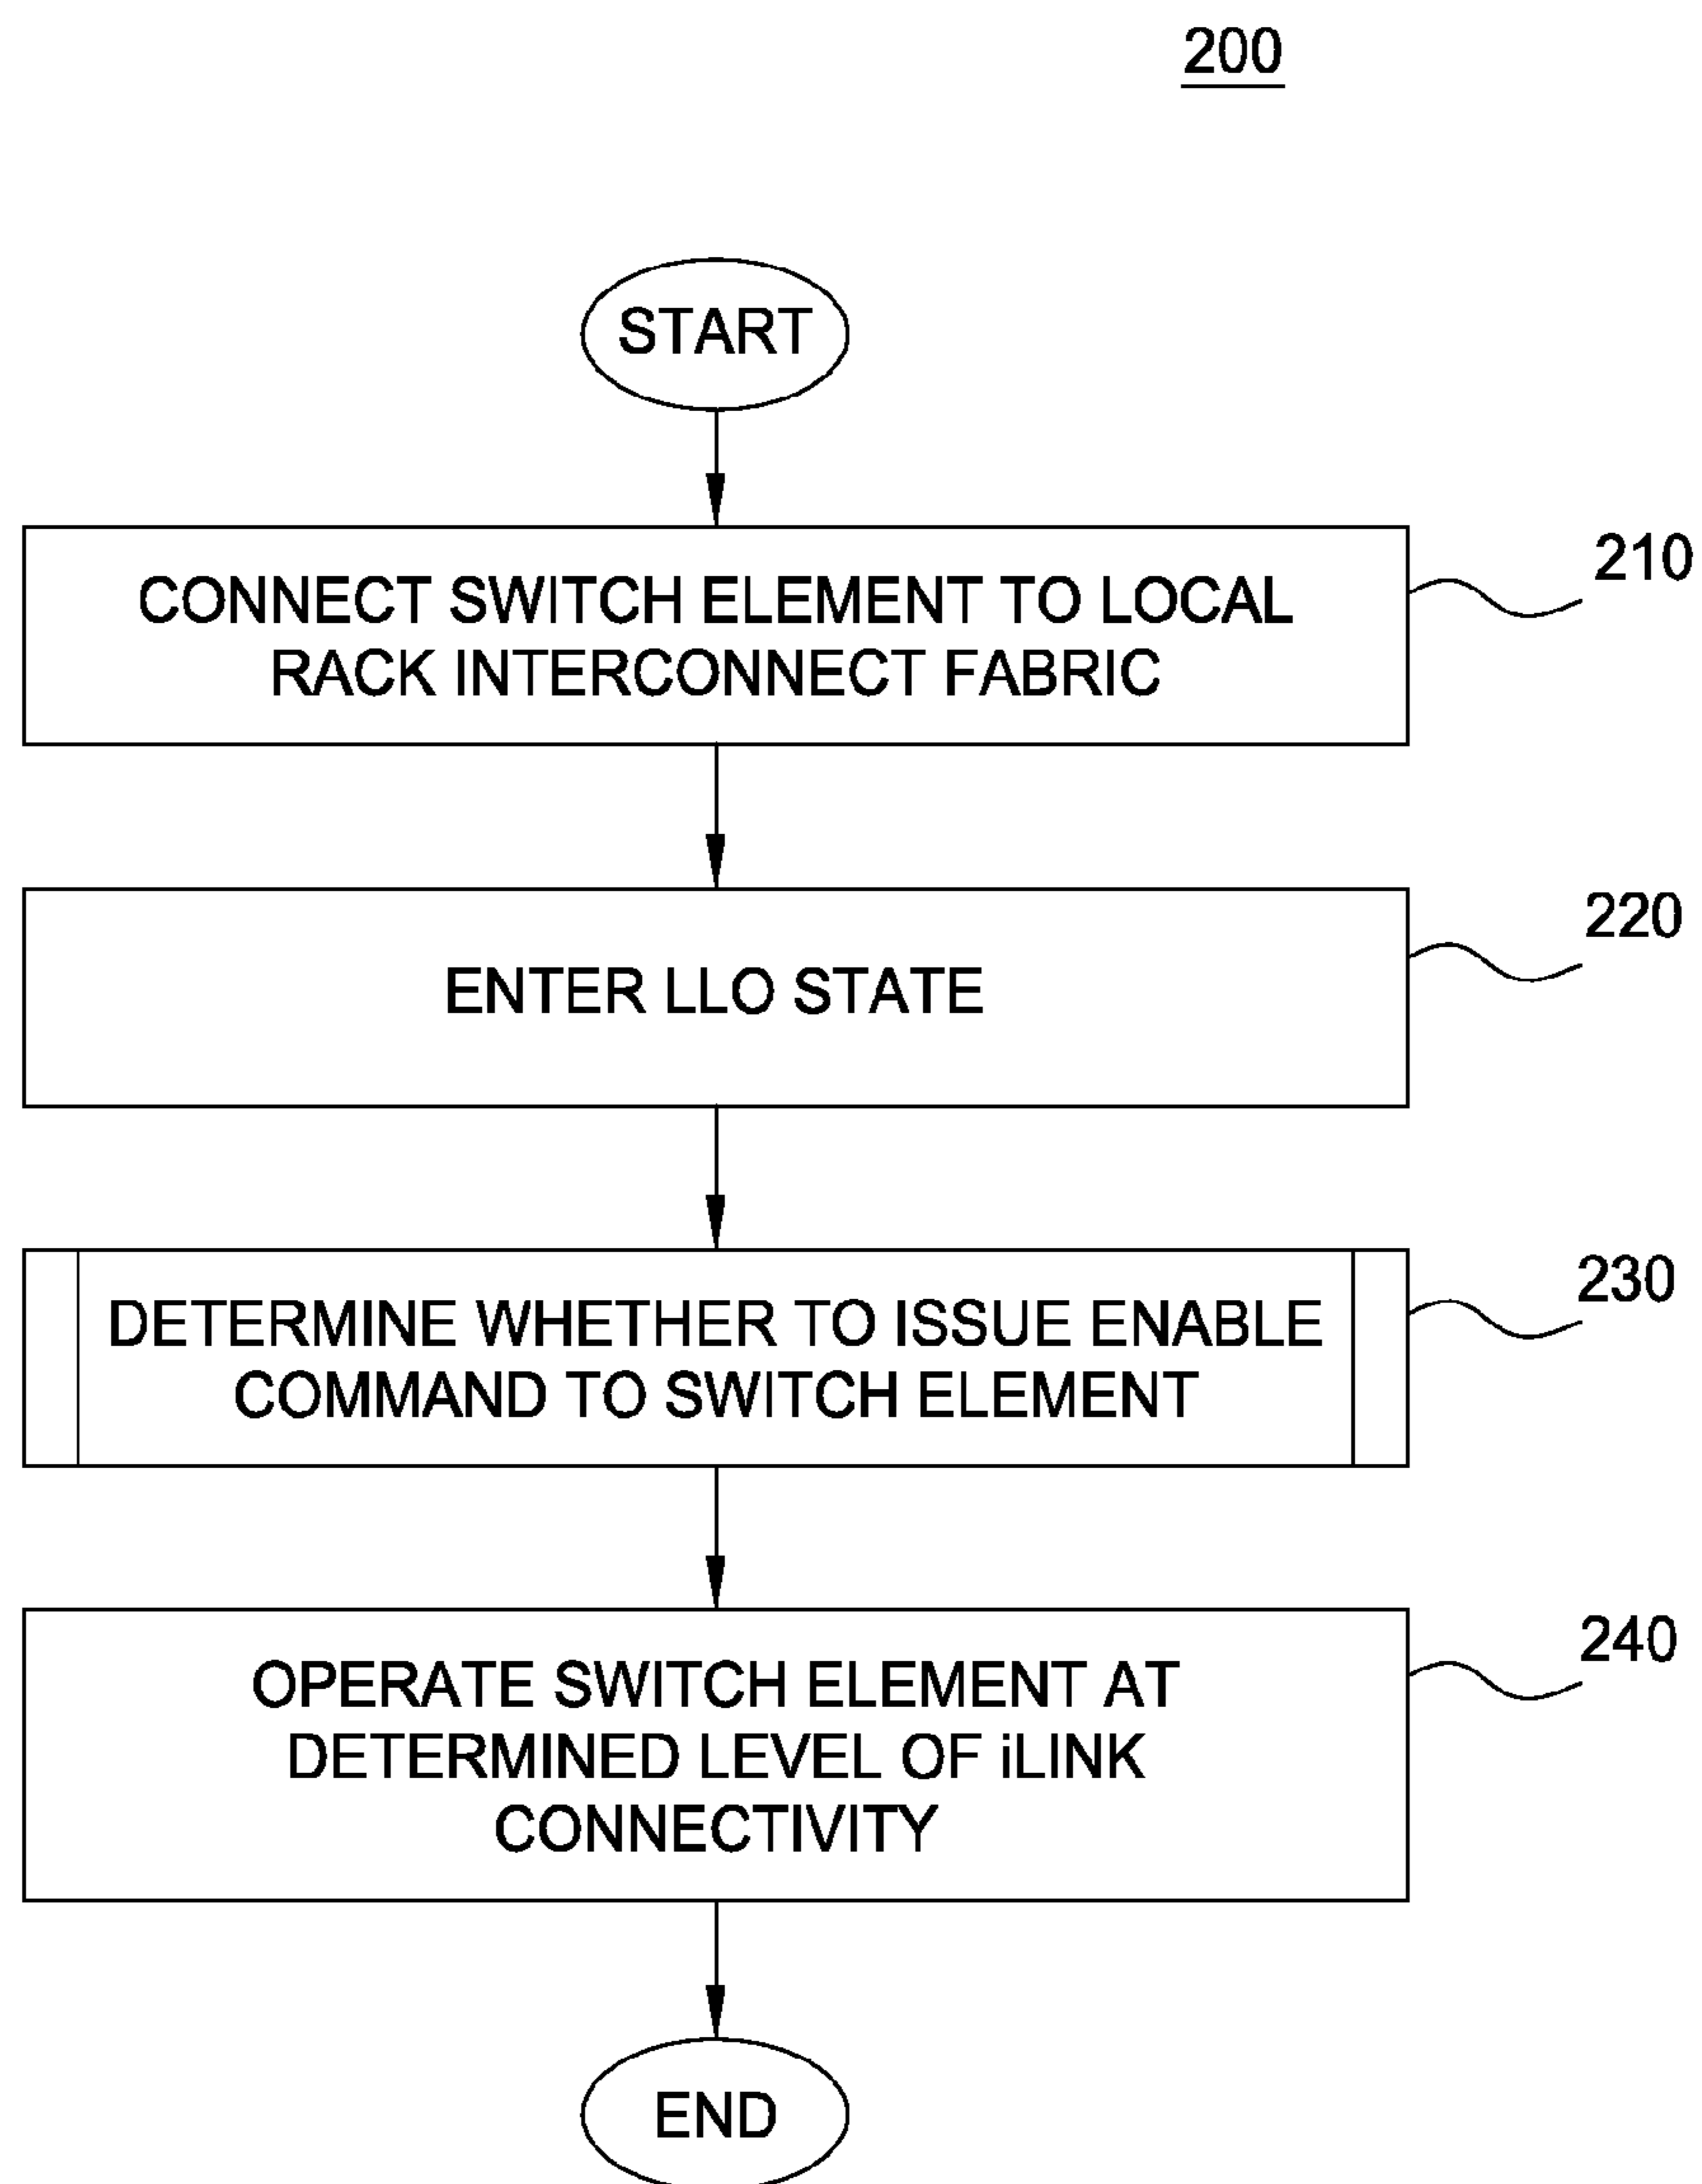 200
START
CONNECT SWITCH ELEMENT TO LOCAL
RACK INTERCONNECT FABRIC
210
ENTER LLO STATE
220
DETERMINE WHETHER TO ISSUE ENABLE
COMMAND TO SWITCH ELEMENT
230
OPERATE SWITCH ELEMENT AT
DETERMINED LEVEL OF iLINK
CONNECTIVITY
240
END